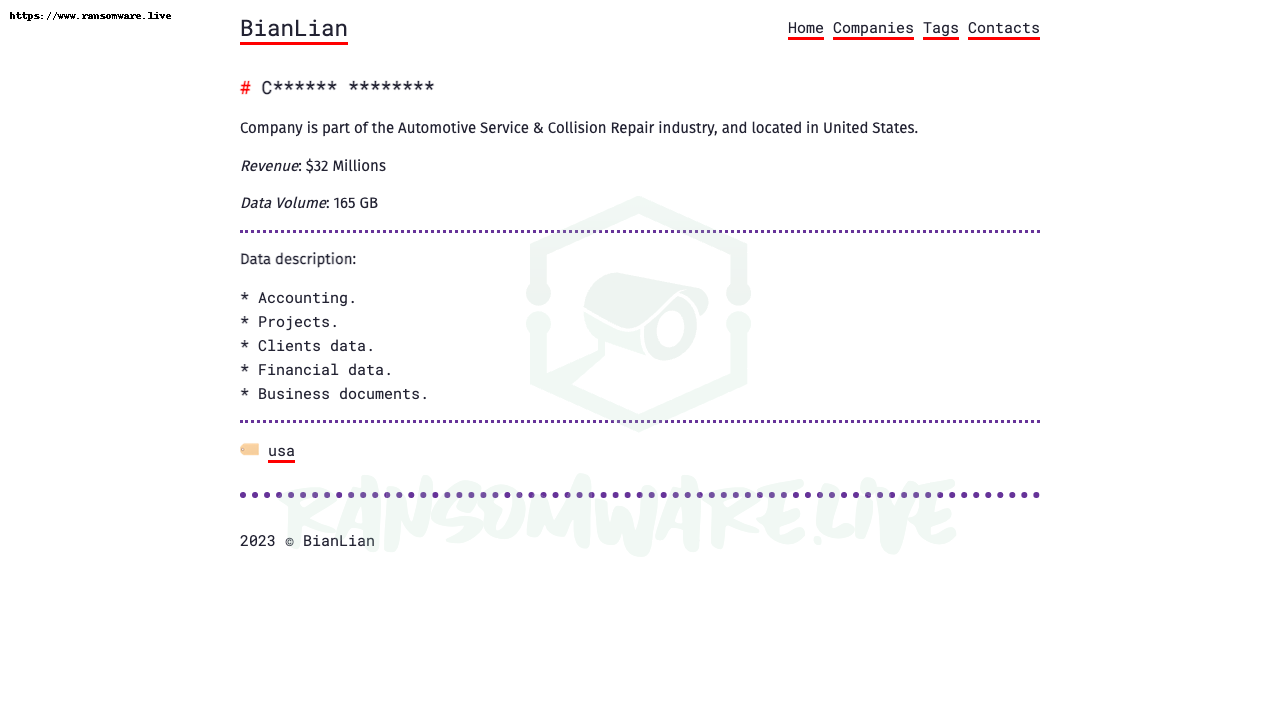 https://www.ransomware.live
BianLian
Home Companies Tags Contacts
# C****** ********
Company is part of the Automotive Service & Collision Repair industry, and located in United States.
Revenue: $32 Millions
Data Volume: 165 GB
Data description:
* Accounting.
* Projects.
* Clients data.
* Financial data.
* Business documents.
usa
RANSOMWARE.LIVE
2023 © BianLian